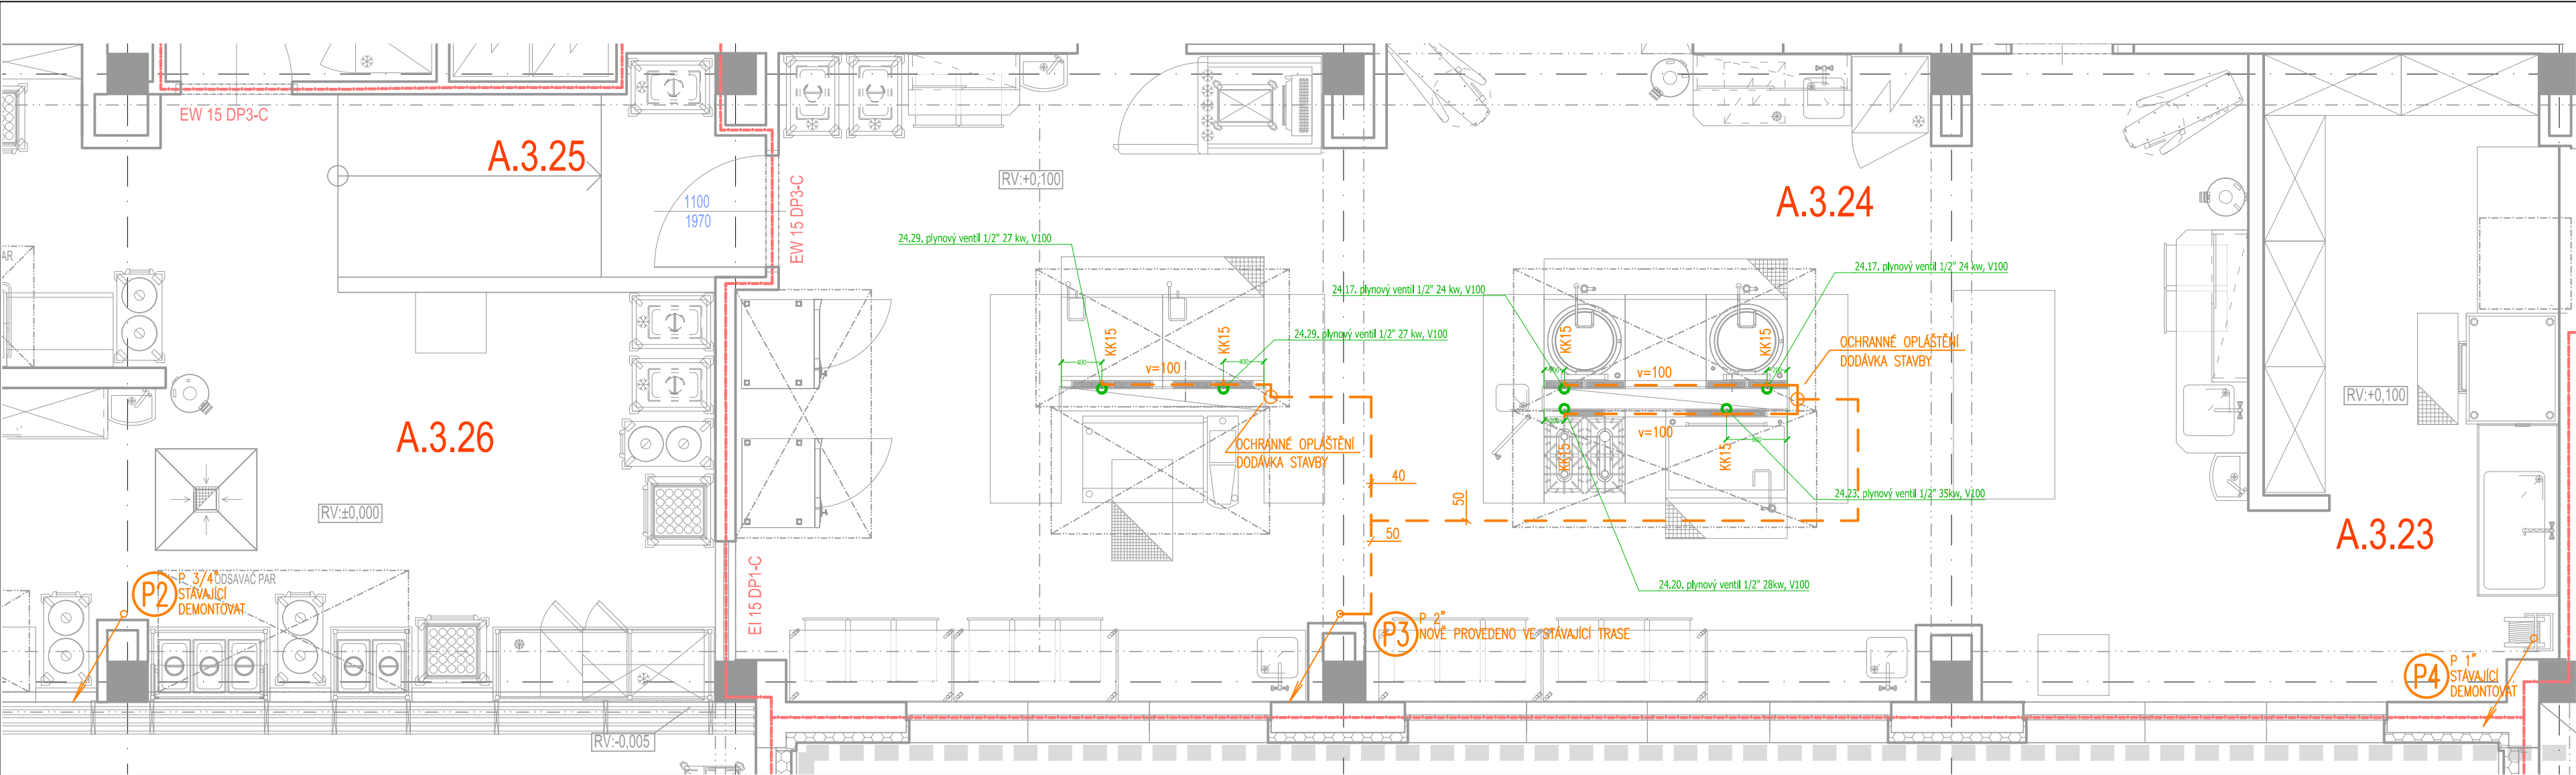 EW 15 DP3-C
A.3.25
1100
1970
EW 15 DP3-C
RV:+0,100
A.3.24
24.29. plynový ventil 1/2" 27 kw, V100
24.17. plynový ventil 1/2" 24 kw, V100
24.17. plynový ventil 1/2" 24 kw, V100
24.29. plynový ventil 1/2" 27 kw, V100
AR
KK15
KK15
KK15
KK15
400
400
v=100
v=100
OCHRANNÉ OPLÁŠTĚNÍ
DODÁVKA STAVBY
RV:+0,100
A.3.26
OCHRANNÉ OPLÁŠTĚNÍ
DODÁVKA STAVBY
v=100
KK15
KK15
40
50
50
24.23. plynový ventil 1/2" 35kw, V100
RV:±0,000
A.3.23
EI 15 DP1-C
24.20. plynový ventil 1/2" 28kw, V100
P2
P 3/4"
STÁVAJÍCÍ
DEMONTOVAT
ODSAVAČ PAR
P3
P 2"
NOVĚ PROVEDENO VE STÁVAJÍCÍ TRASE
P4
P 1"
STÁVAJÍCÍ
DEMONTOVAT
RV:-0,005